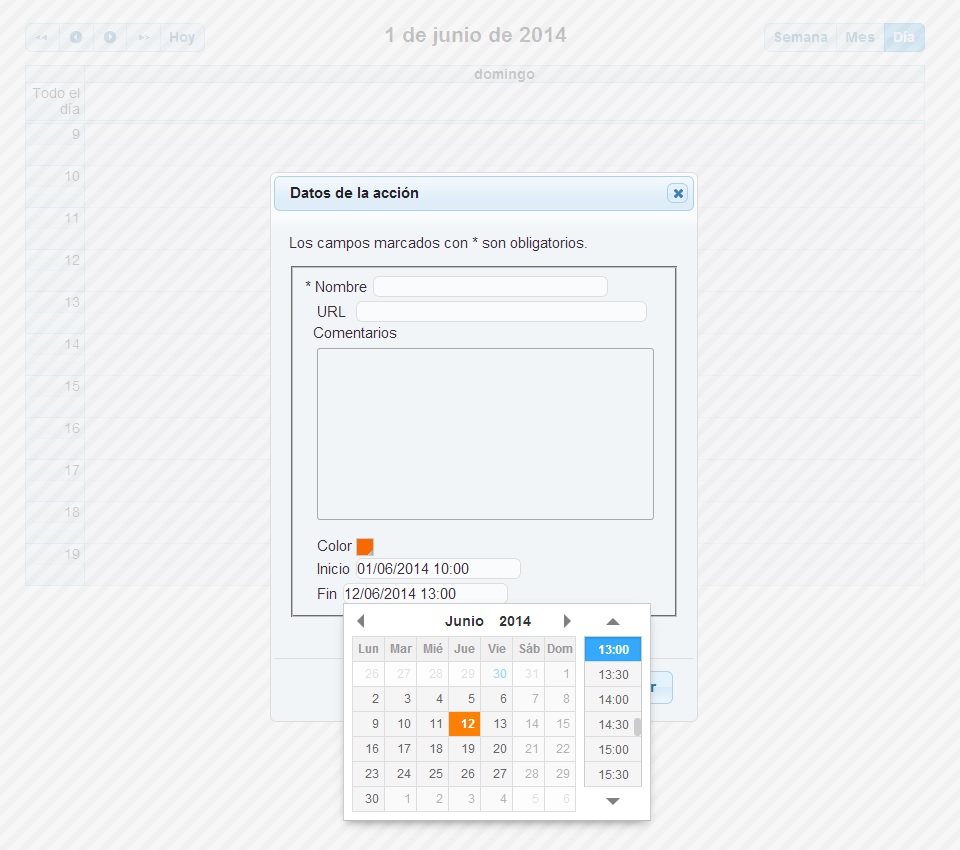 Hoy
1 de junio de 2014
Semana Mes Día
domingo
Todo el
día
9
10
11
12
13
14
15
16
17
18
19
Datos de la acción
Los campos marcados con * son obligatorios.
* Nombre
URL
Comentarios
Color
Inicio 01/06/2014 10:00
Fin 12/06/2014 13:00
Junio 2014
Lun Mar Mié Jue Vie Sáb Dom
26 27 28 29 30 31 1
2 3 4 5 6 7 8
9 10 11 12 13 14 15
16 17 18 19 20 21 22
23 24 25 26 27 28 29
30 1 2 3 4 5 6
13:00
13:30
14:00
14:30
15:00
15:30
r